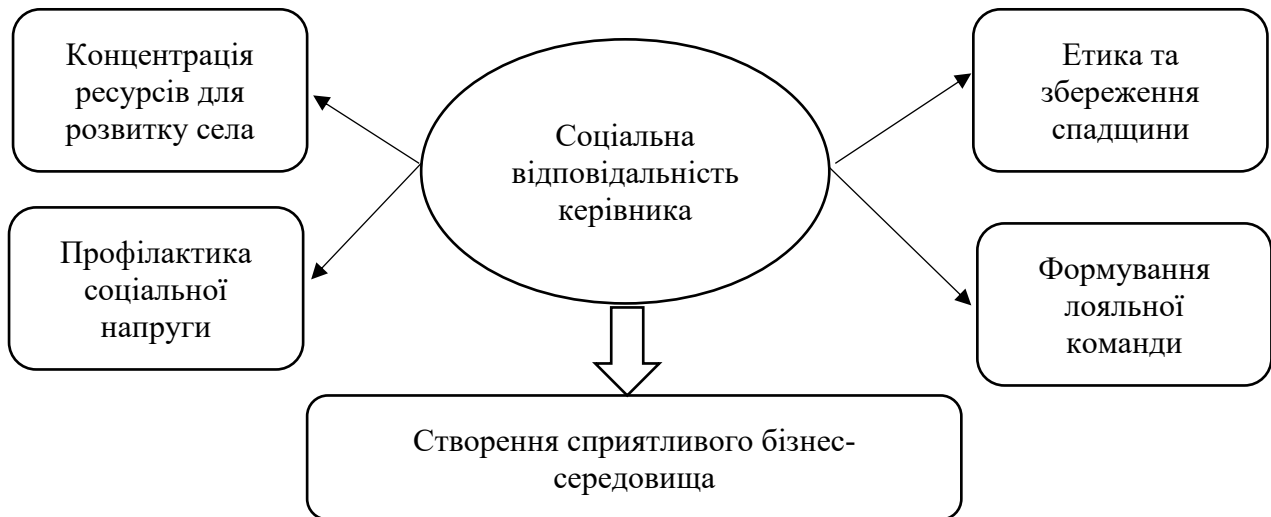 Концентрація
ресурсів для
розвитку села
Соціальна
відповідальність
керівника
Етика та
збереження
спадщини
Профілактика
соціальної
напруги
Формування
лояльної
команди
Створення сприятливого бізнес-
середовища